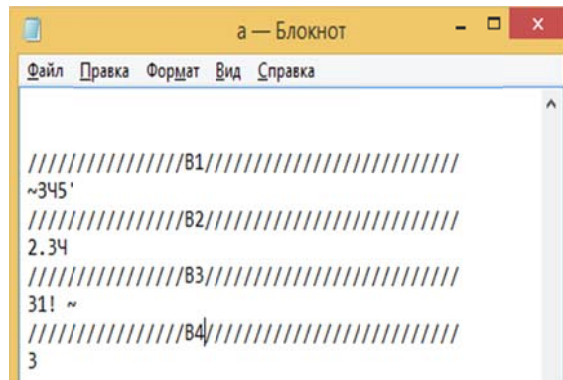 а — Блокнот
Файл Правка Формат Вид Справка
////////////////B1//////////////////////////
~3Ч5'
////////////////B2//////////////////////////
2.3Ч
////////////////B3//////////////////////////
31! ~
////////////////B4//////////////////////////
3